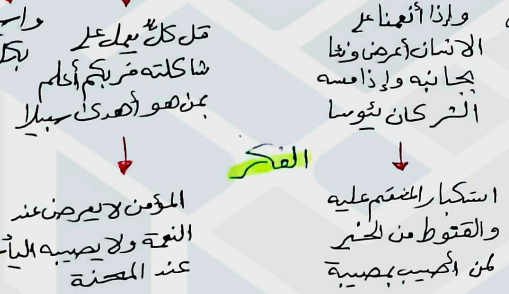 وإذا أنعمنا على
الانسان أعرض ونئا
بجانبه وإذا مسه
الشر كان يئوسا
قل كلٌّ يعمل على
شاكلته فربكم أعلم
بمن هو أهدى سبيلا
الفكر
استكبار المنعم عليه
والقنوط من الخير
لمن أصيب بمصيبة
المؤمن لا يعرض عند
النعمة ولا يصيبه اليأ
عند المحنة